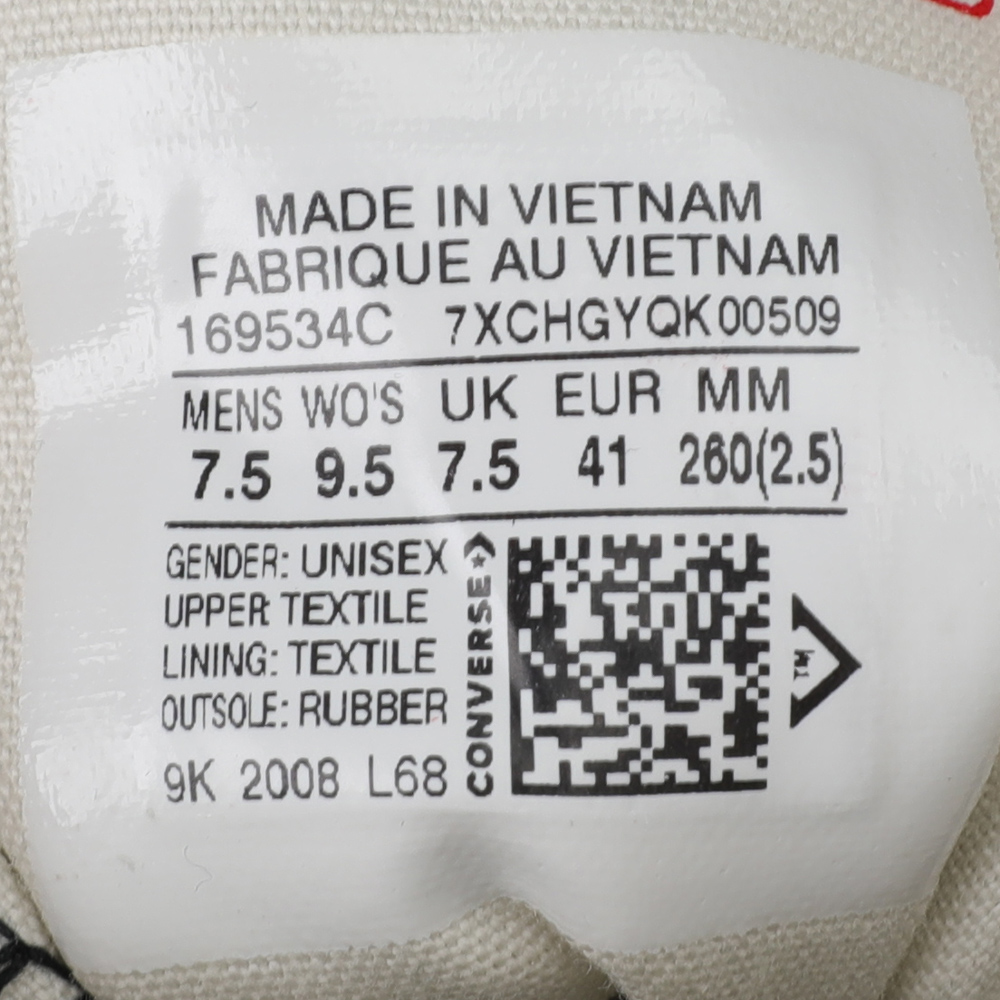 MADE IN VIETNAM
FABRIQUE AU VIETNAM
169534C 7XCHGYQK00509
MENS WO'S UK EUR MM
7.5 9.5 7.5 41 260(2.5)
GENDER: UNISEX
UPPER: TEXTILE
LINING: TEXTILE
OUTSOLE: RUBBER
9K 2008 L68
CONVERSE